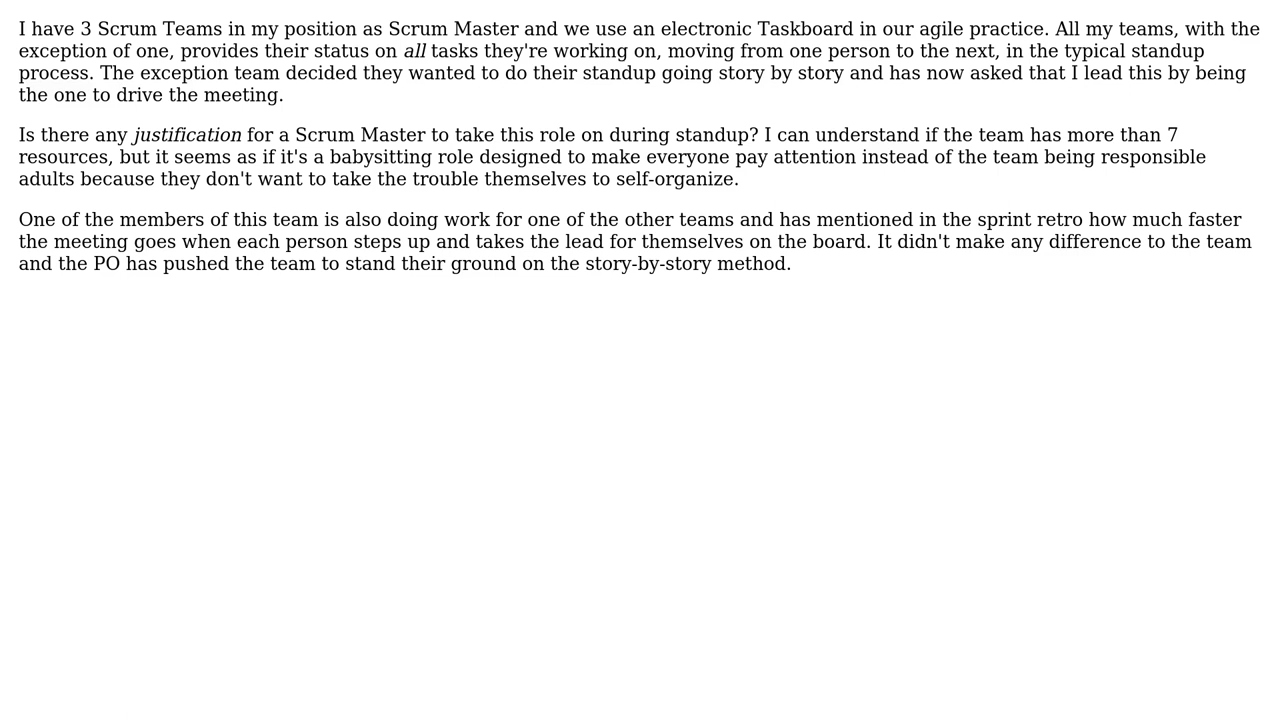 I have 3 Scrum Teams in my position as Scrum Master and we use an electronic Taskboard in our agile practice. All my teams, with the
exception of one, provides their status on all tasks they're working on, moving from one person to the next, in the typical standup
process. The exception team decided they wanted to do their standup going story by story and has now asked that I lead this by being
the one to drive the meeting.
Is there any justification for a Scrum Master to take this role on during standup? I can understand if the team has more than 7
resources, but it seems as if it's a babysitting role designed to make everyone pay attention instead of the team being responsible
adults because they don't want to take the trouble themselves to self-organize.
One of the members of this team is also doing work for one of the other teams and has mentioned in the sprint retro how much faster
the meeting goes when each person steps up and takes the lead for themselves on the board. It didn't make any difference to the team
and the PO has pushed the team to stand their ground on the story-by-story method.